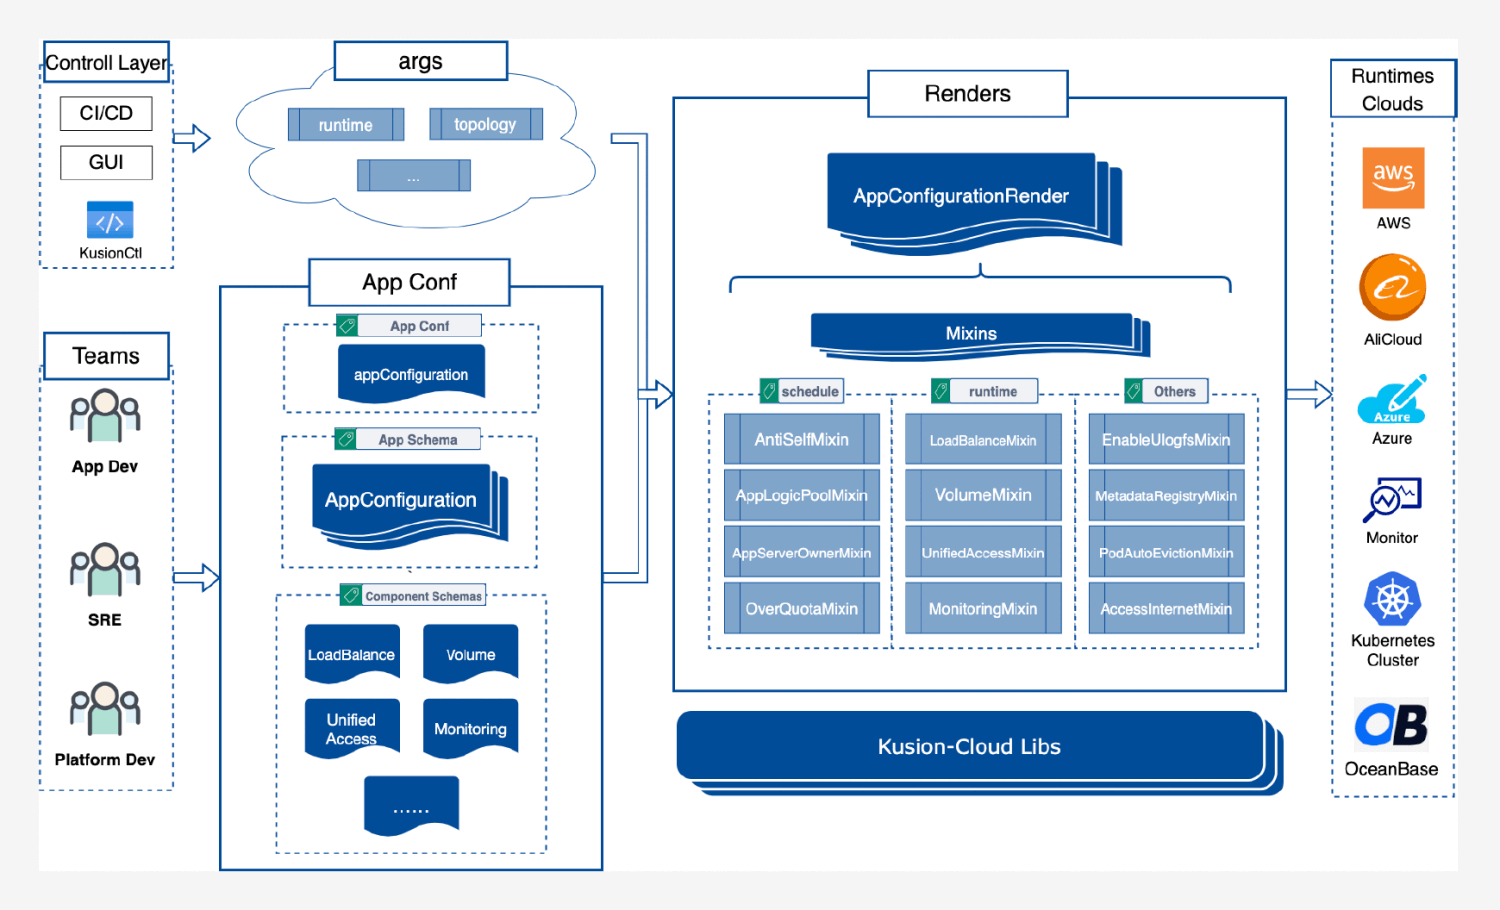 Controll Layer
CI/CD
GUI
</>
KusionCtl
Teams
App Dev
SRE
Platform Dev
args
runtime
topology
...
App Conf
App Conf
appConfiguration
App Schema
AppConfiguration
Component Schemas
LoadBalance
Volume
Unified
Access
Monitoring
......
Renders
AppConfigurationRender
Mixins
schedule
AntiSelfMixin
AppLogicPoolMixin
AppServerOwnerMixin
OverQuotaMixin
runtime
LoadBalanceMixin
VolumeMixin
UnifiedAccessMixin
MonitoringMixin
Others
EnableUlogfsMixin
MetadataRegistryMixin
PodAutoEvictionMixin
AccessInternetMixin
Kusion-Cloud Libs
Runtimes
Clouds
aws
AWS
AliCloud
Azure
Azure
Monitor
Kubernetes
Cluster
OB
OceanBase